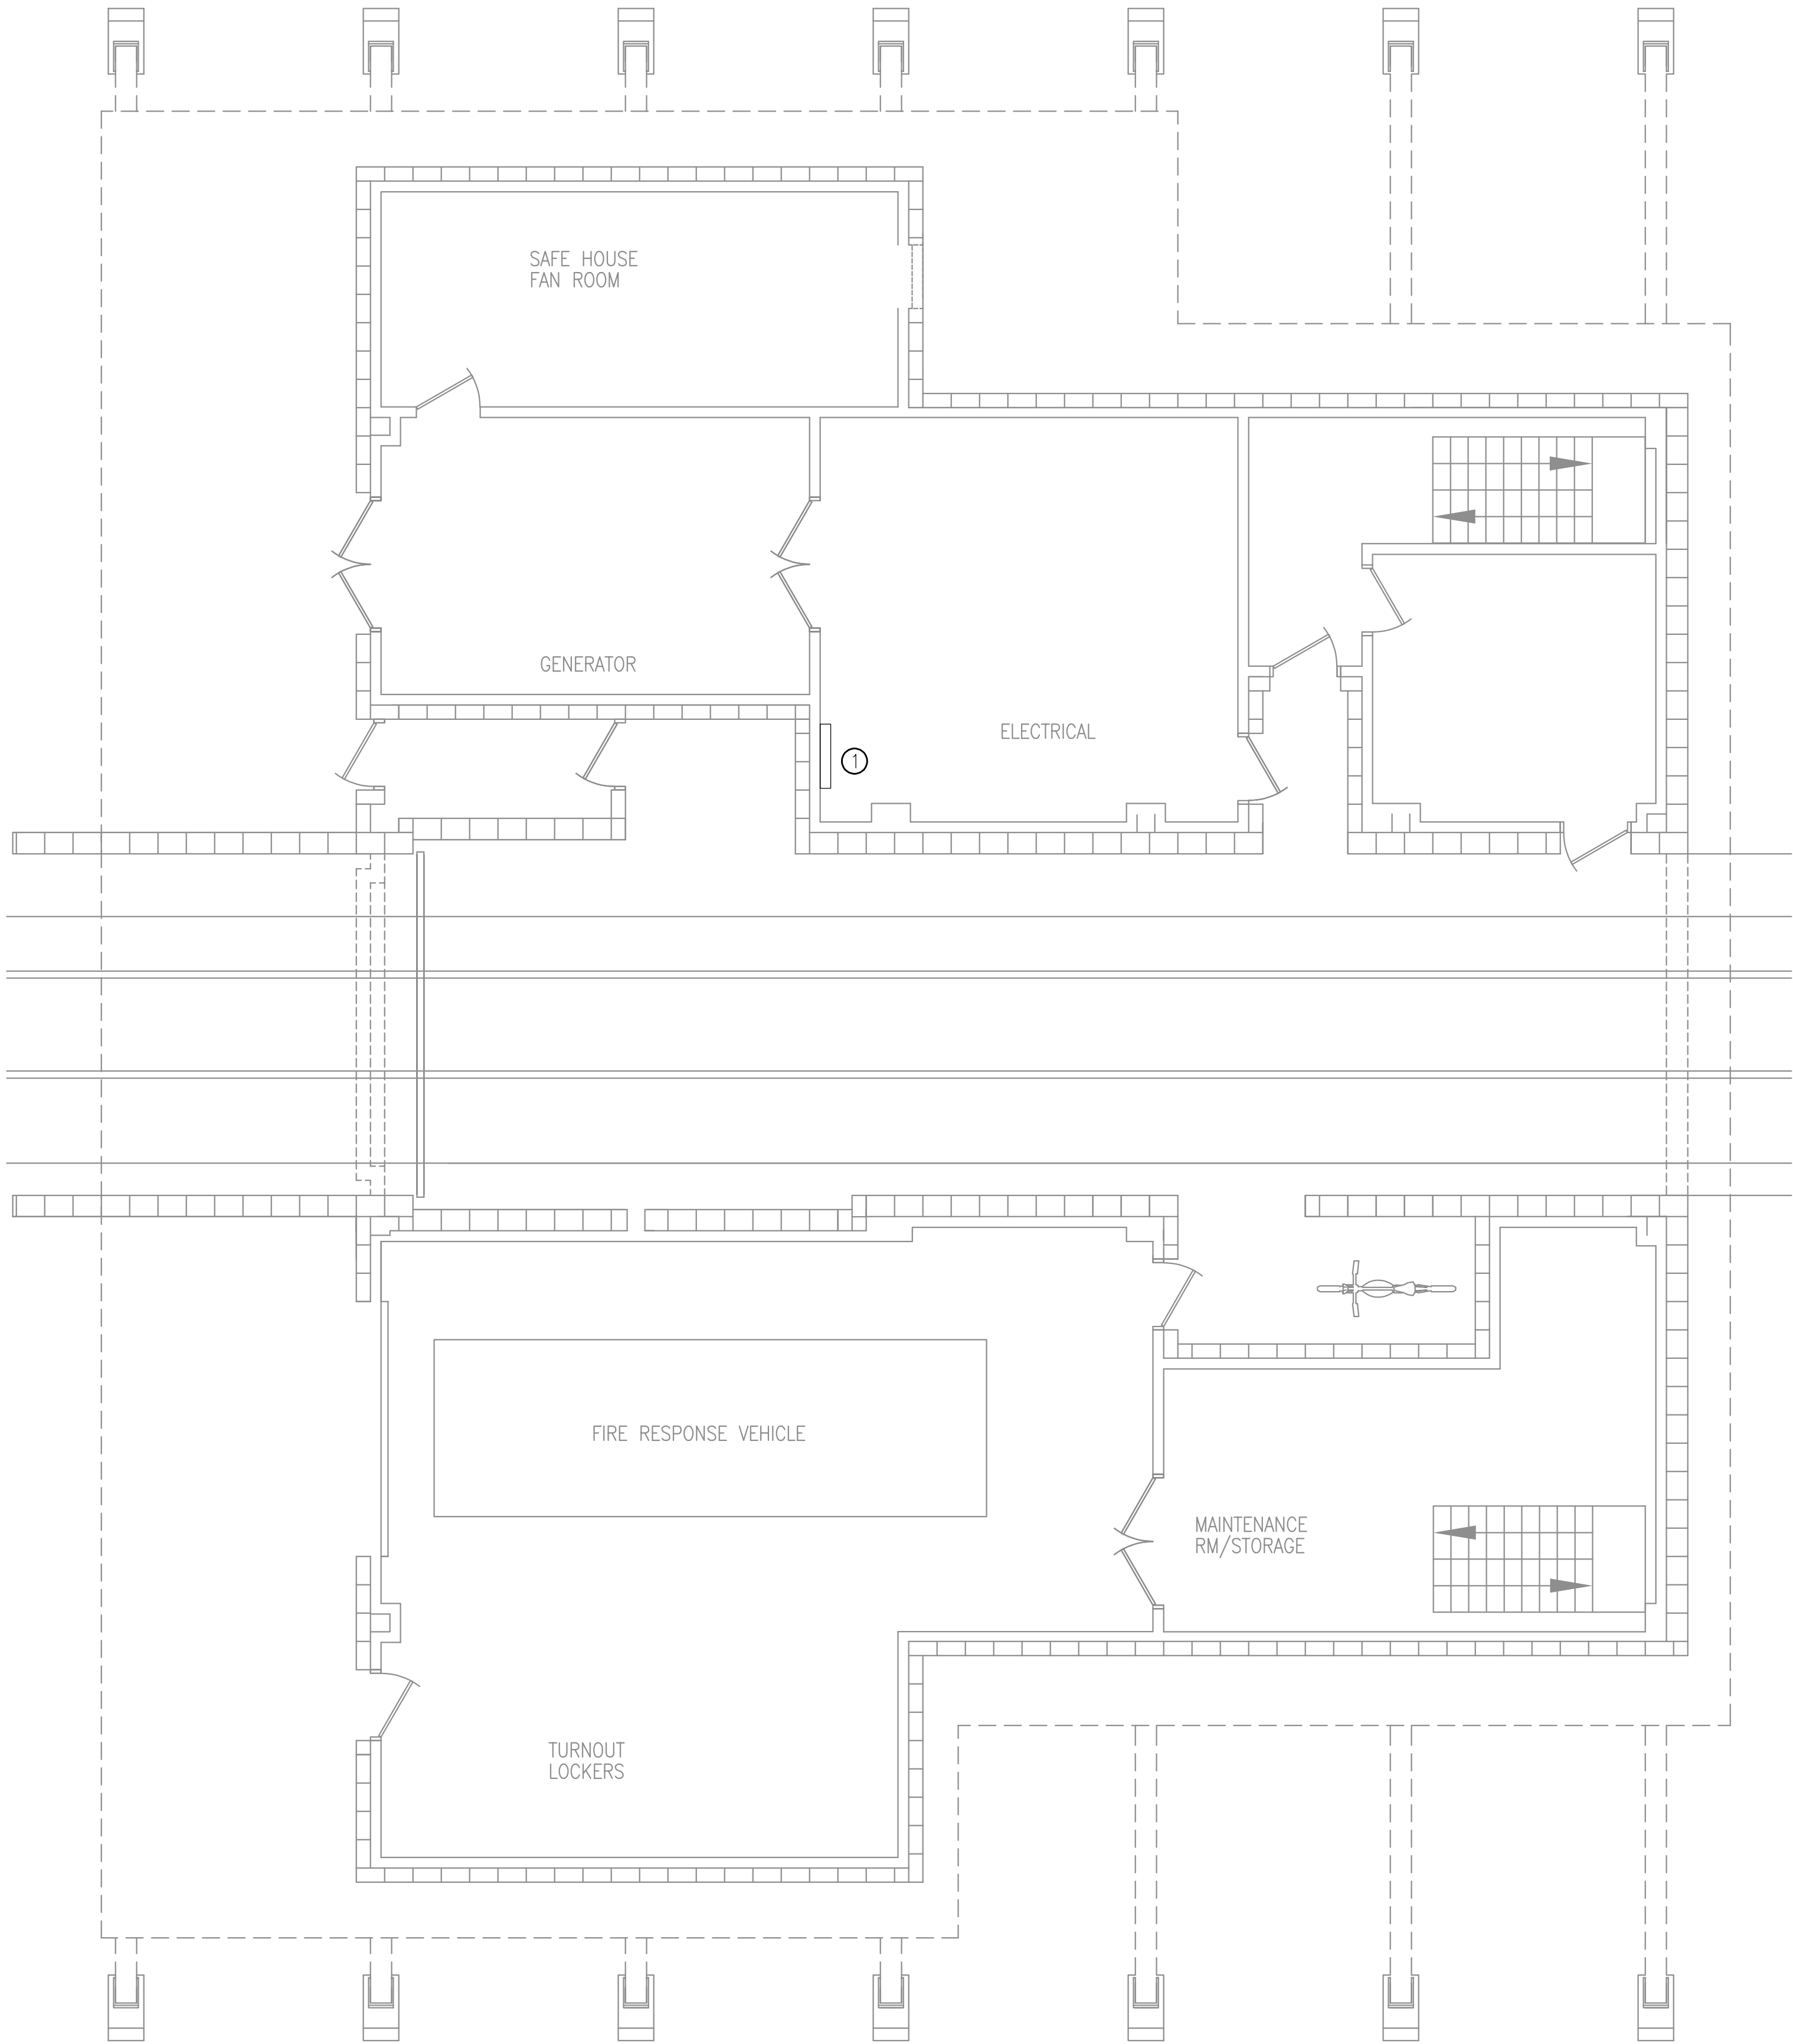 SAFE HOUSE
FAN ROOM
GENERATOR
ELECTRICAL
1
FIRE RESPONSE VEHICLE
MAINTENANCE
RM/STORAGE
TURNOUT
LOCKERS